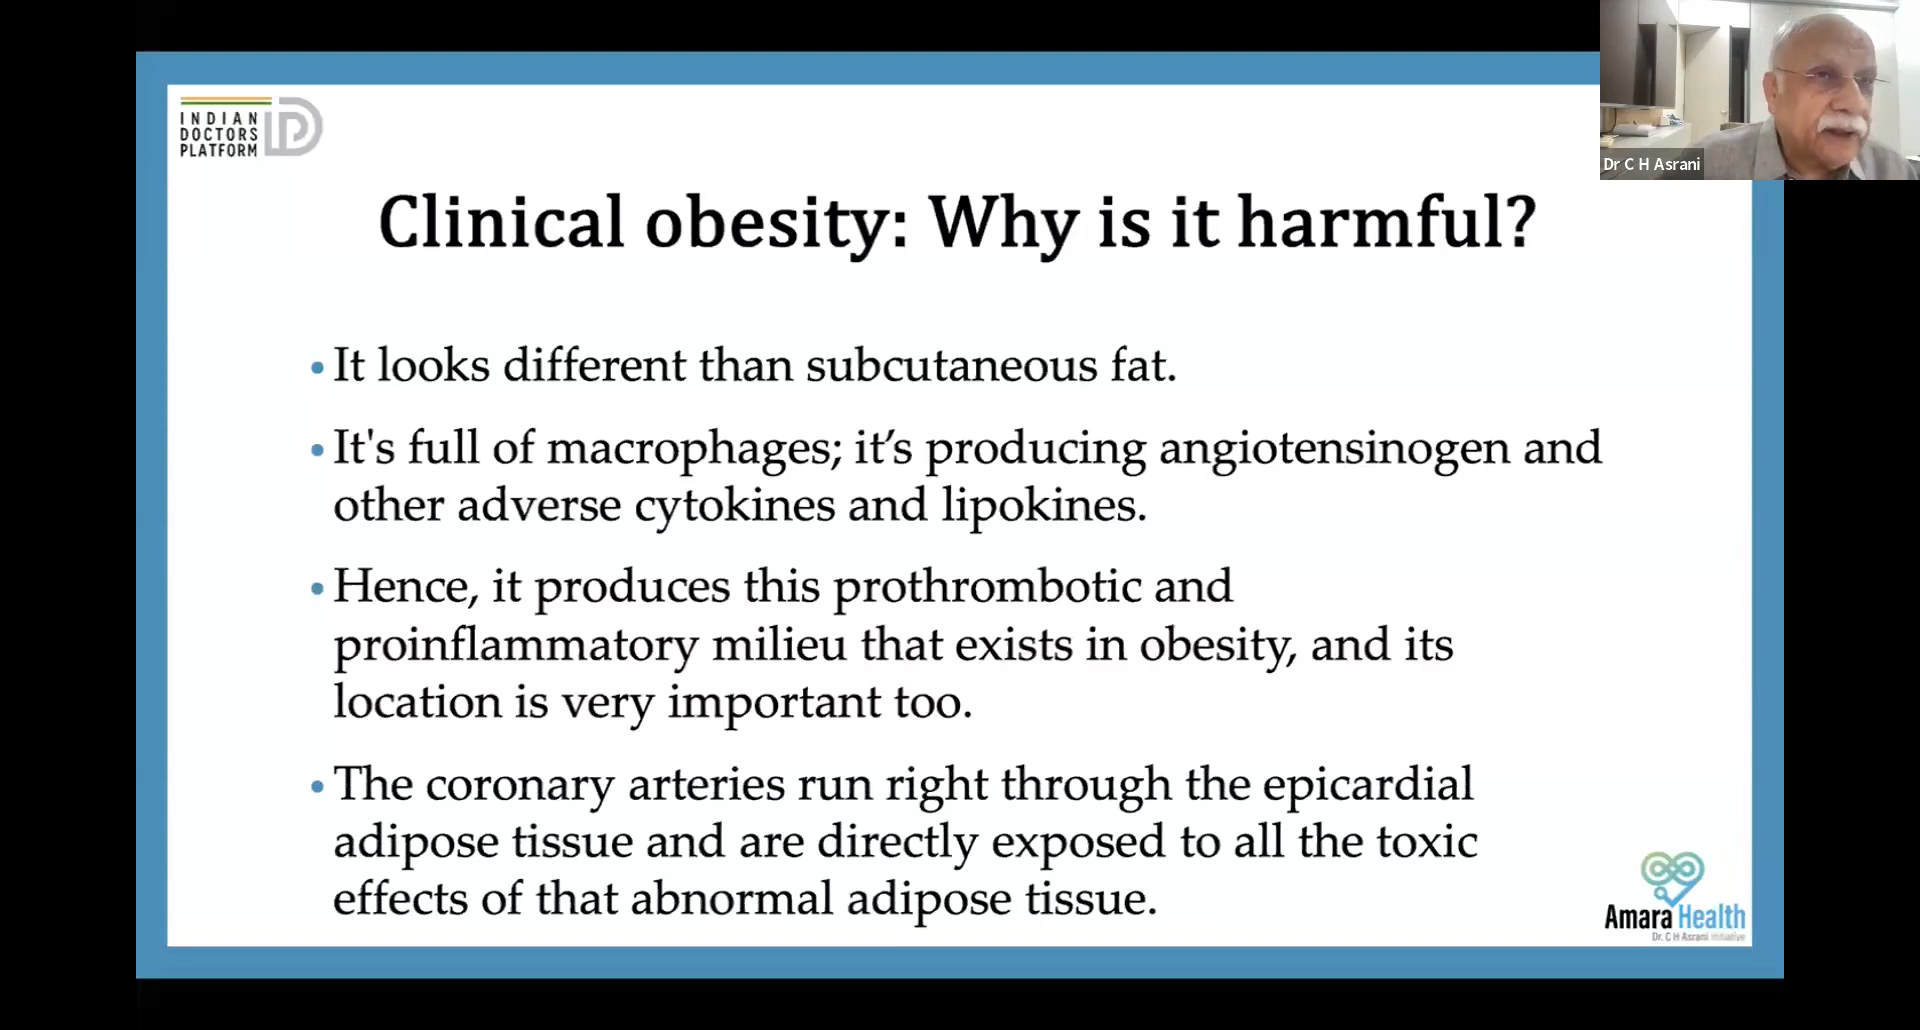 INDIAN
DOCTORS
PLATFORM
Dr C H Asrani
Clinical obesity: Why is it harmful?
• It looks different than subcutaneous fat.
• It's full of macrophages; it’s producing angiotensinogen and
other adverse cytokines and lipokines.
• Hence, it produces this prothrombotic and
proinflammatory milieu that exists in obesity, and its
location is very important too.
• The coronary arteries run right through the epicardial
adipose tissue and are directly exposed to all the toxic
effects of that abnormal adipose tissue.
Amara Health
Dr. C H Asrani initiative